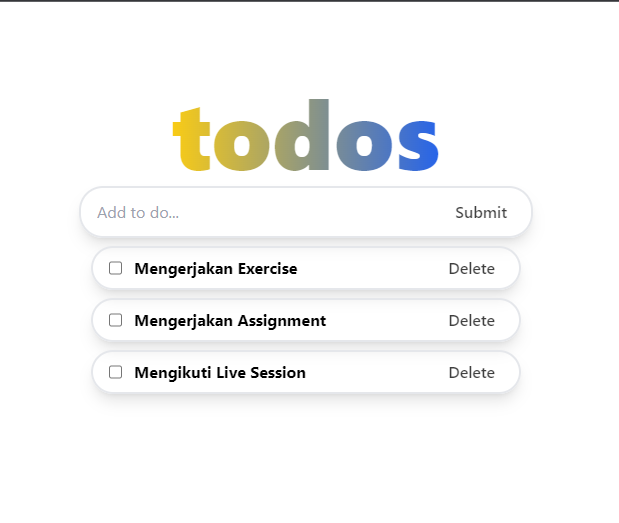 todos
Add to do...
Submit
Mengerjakan Exercise
Delete
Mengerjakan Assignment
Delete
Mengikuti Live Session
Delete